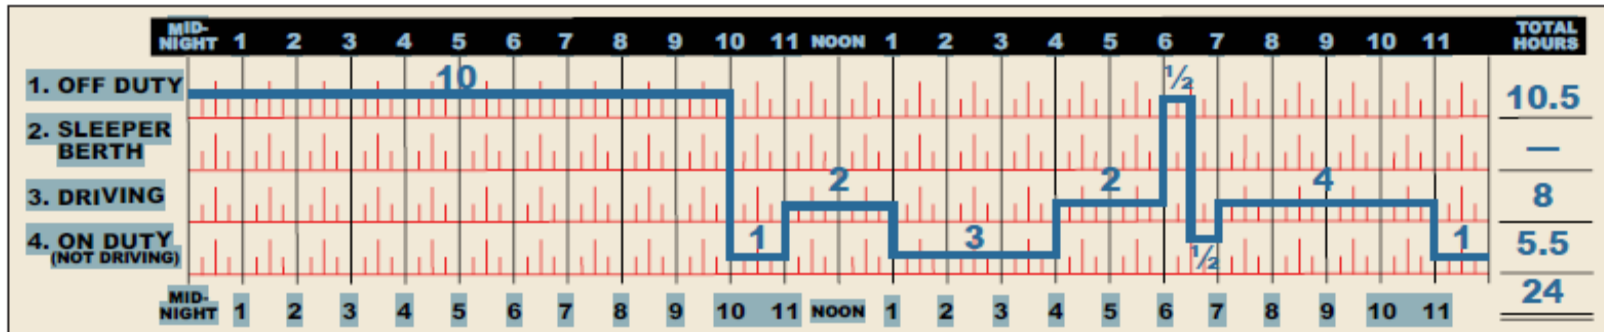 MID-
NIGHT 1 2 3 4 5 6 7 8 9 10 11 NOON 1 2 3 4 5 6 7 8 9 10 11 TOTAL
HOURS
1. OFF DUTY 10 ½ 10.5
2. SLEEPER
BERTH —
3. DRIVING 2 2 4 8
4. ON DUTY
(NOT DRIVING) 1 3 ½ 1 5.5
MID-
NIGHT 1 2 3 4 5 6 7 8 9 10 11 NOON 1 2 3 4 5 6 7 8 9 10 11 24